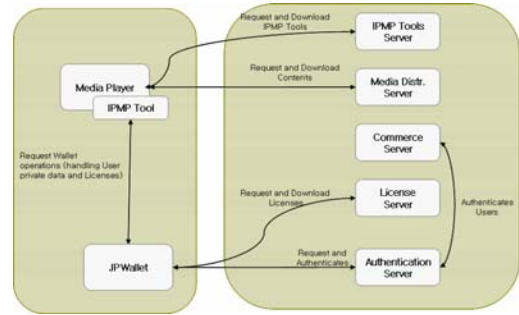 Request and Download
IPMP Tools
IPMP Tools
Server
Media Player
IPMP Tool
Request and Download
Contents
Media Distr.
Server
Commerce
Server
Request Wallet
operations (handling User
private data and Licenses)
Request and Download
Licenses
License
Server
Authenticates
Users
JPWallet
Request and
Authenticates
Authentication
Server